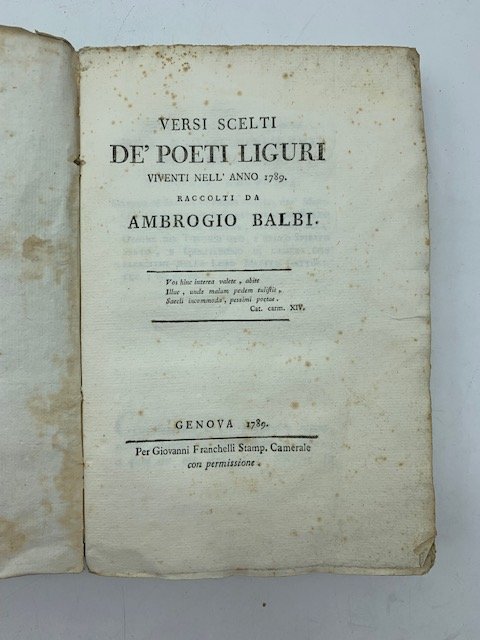 VERSI SCELTI
DE' POETI LIGURI
VIVENTI NELL' ANNO 1789.
RACCOLTI DA
AMBROGIO BALBI.
Vos hinc interea valete, abite
Illuc, unde malum pedem tulistis,
Saecli incommoda, pessimi poetae.
Cat. carm. XIV.
GENOVA 1789.
Per Giovanni Franchelli Stamp. Camerale
con permissione.